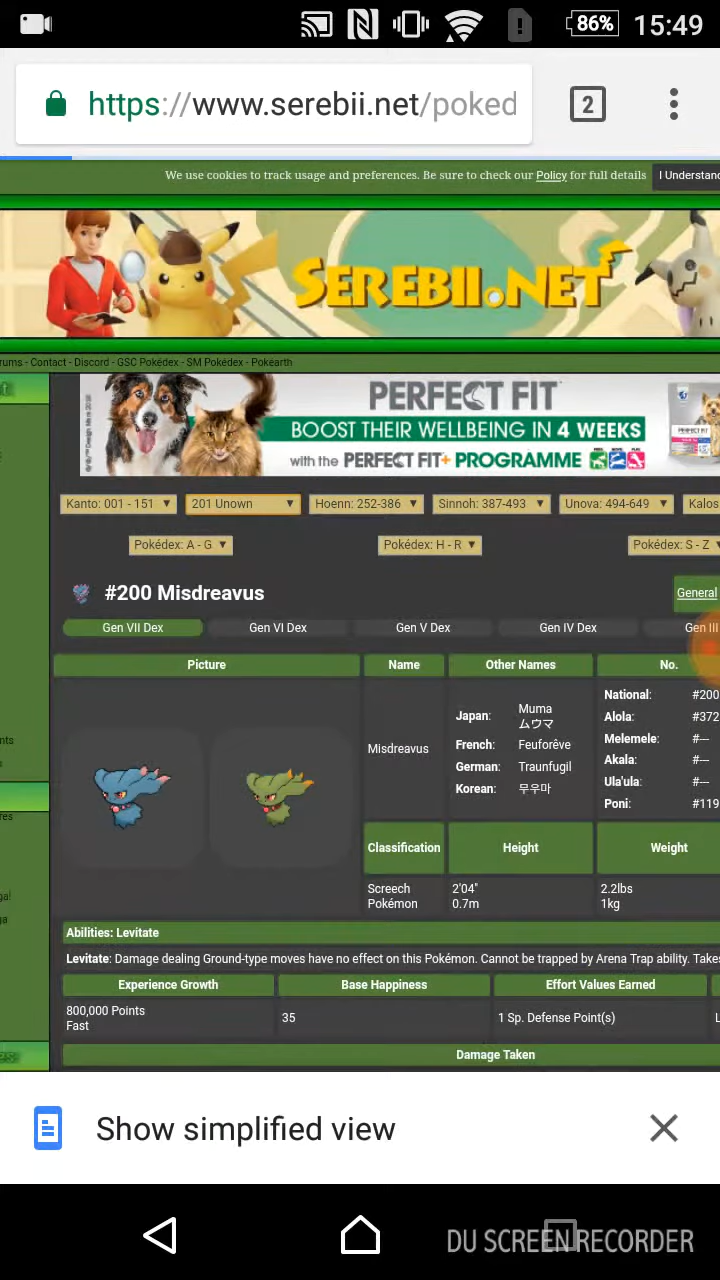 86% 15:49
https://www.serebii.net/poked
2
We use cookies to track usage and preferences. Be sure to check our Policy for full details I Understan
SEREBII.NET
rums - Contact - Discord - GSC Pokédex - SM Pokédex - Pokéarth
PERFECT FIT
BOOST THEIR WELLBEING IN 4 WEEKS
with the PERFECT FIT+ PROGRAMME
Kanto: 001 - 151 201 Unown Hoenn: 252-386 Sinnoh: 387-493 Unova: 494-649 Kalos
Pokédex: A - G Pokédex: H - R Pokédex: S - Z
#200 Misdreavus General
Gen VII Dex Gen VI Dex Gen V Dex Gen IV Dex Gen III
Picture Name Other Names No.
Misdreavus
Japan: Muma
ムウマ
French: Feuforêve
German: Traunfugil
Korean: 무우마
National: #200
Alola: #372
Melemele: #---
Akala: #---
Ula'ula: #---
Poni: #119
Classification Height Weight
Screech Pokémon
2'04"
0.7m
2.2lbs
1kg
Abilities: Levitate
Levitate: Damage dealing Ground-type moves have no effect on this Pokémon. Cannot be trapped by Arena Trap ability. Takes
Experience Growth Base Happiness Effort Values Earned
800,000 Points
Fast
35
1 Sp. Defense Point(s)
Damage Taken
Show simplified view
DU SCREEN RECORDER